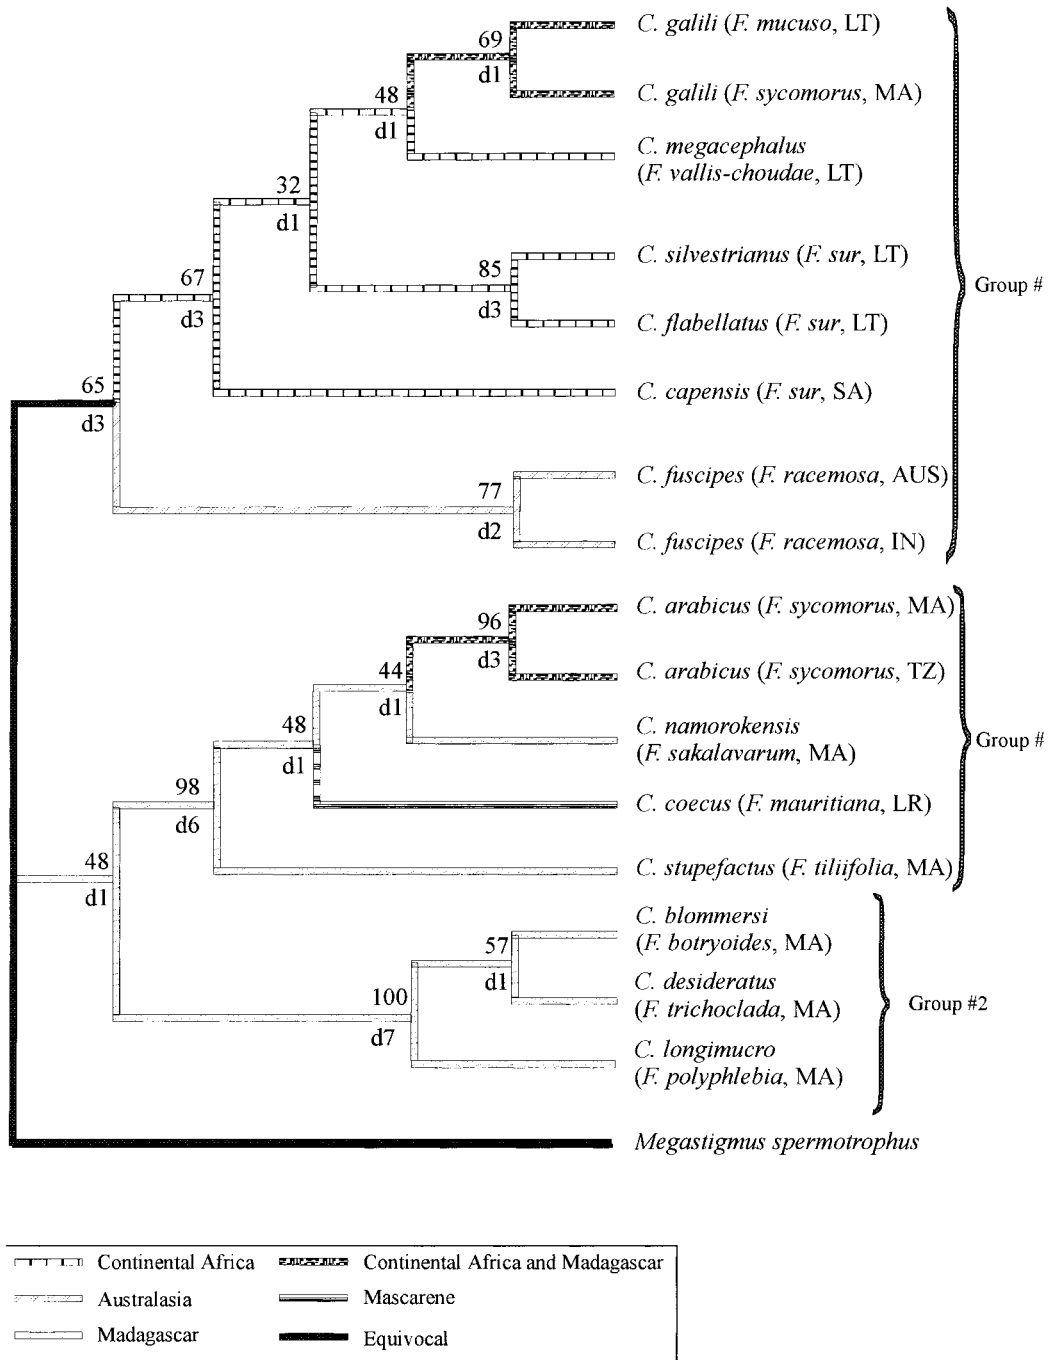 C. galili (F. mucuso, LT)
69
d1
C. galili (F. sycomorus, MA)
48
d1
C. megacephalus
(F. vallis-choudae, LT)
32
d1
C. silvestrianus (F. sur, LT)
85
d3
Group #
67
d3
C. flabellatus (F. sur, LT)
65
d3
C. capensis (F. sur, SA)
C. fuscipes (F. racemosa, AUS)
77
d2
C. fuscipes (F. racemosa, IN)
C. arabicus (F. sycomorus, MA)
96
d3
C. arabicus (F. sycomorus, TZ)
44
d1
C. namorokensis
(F. sakalavarum, MA)
Group #
48
d1
98
d6
C. coecus (F. mauritiana, LR)
48
d1
C. stupefactus (F. tiliifolia, MA)
C. blommersi
(F. botryoides, MA)
57
d1
C. desideratus
(F. trichoclada, MA)
Group #2
100
d7
C. longimucro
(F. polyphlebia, MA)
Megastigmus spermotrophus
Continental Africa
Continental Africa and Madagascar
Australasia
Mascarene
Madagascar
Equivocal